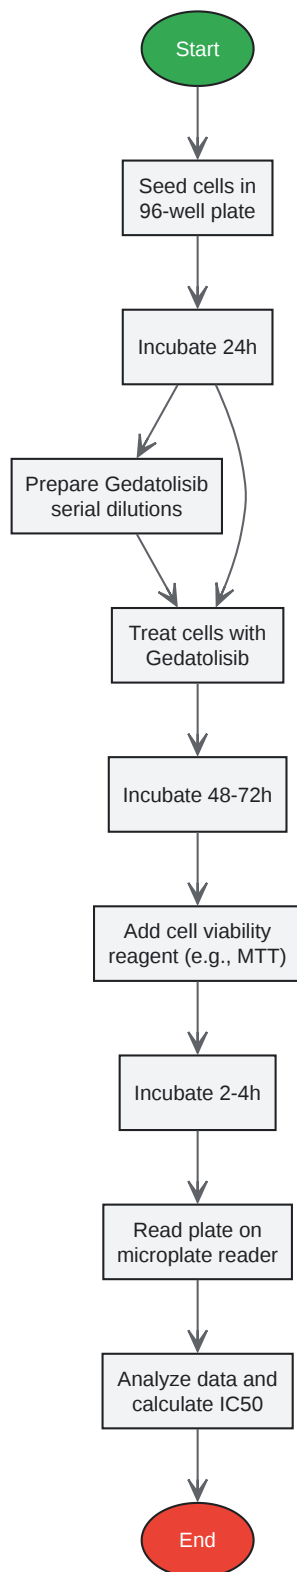 Start
Seed cells in
96-well plate
Incubate 24h
Prepare Gedatolisib
serial dilutions
Treat cells with
Gedatolisib
Incubate 48-72h
Add cell viability
reagent (e.g., MTT)
Incubate 2-4h
Read plate on
microplate reader
Analyze data and
calculate IC50
End